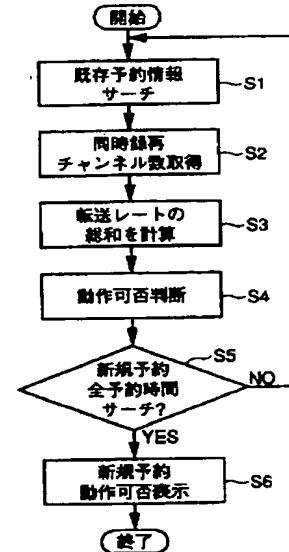 開始
既存予約情報
サーチ
S1
同時録再
チャンネル数取得
S2
転送レートの
総和を計算
S3
動作可否判断
S4
新規予約
全予約時間
サーチ?
S5
NO
YES
新規予約
動作可否表示
S6
終了